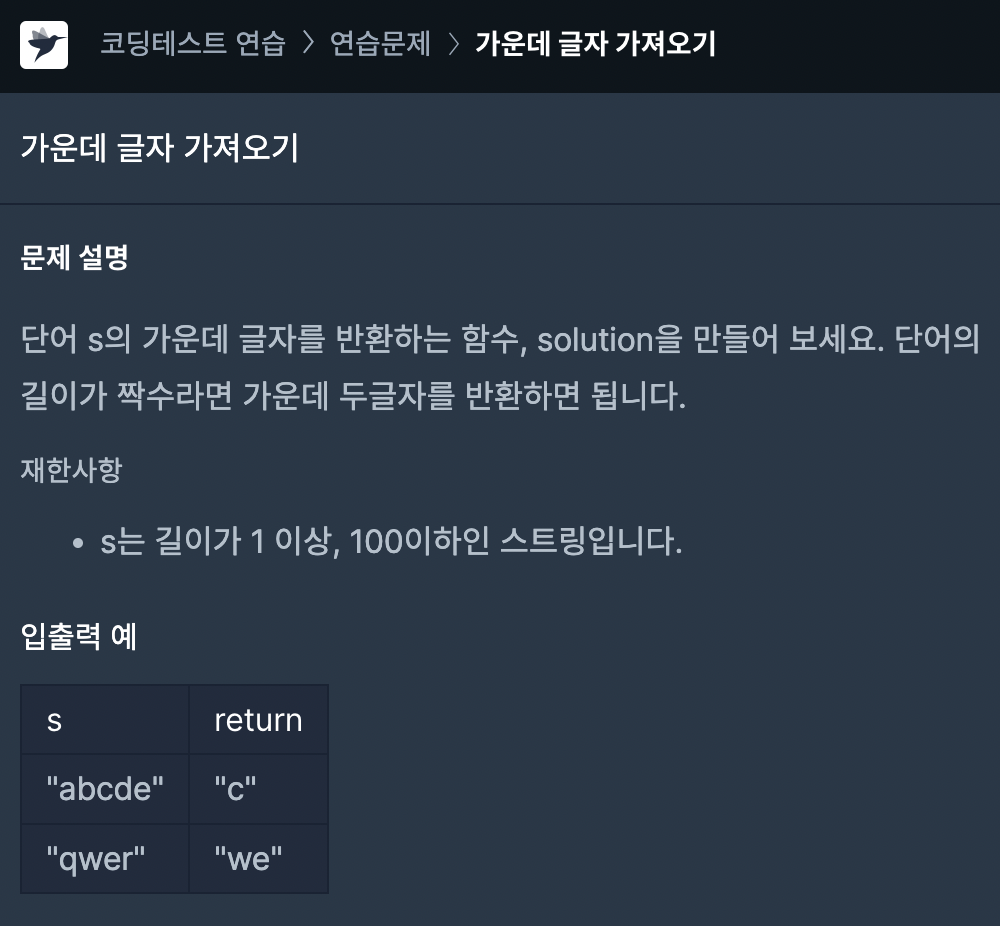 코딩테스트 연습 > 연습문제 > 가운데 글자 가져오기
가운데 글자 가져오기
문제 설명
단어 s의 가운데 글자를 반환하는 함수, solution을 만들어 보세요. 단어의
길이가 짝수라면 가운데 두글자를 반환하면 됩니다.
재한사항
• s는 길이가 1 이상, 100이하인 스트링입니다.
입출력 예
s return
"abcde" "c"
"qwer" "we"